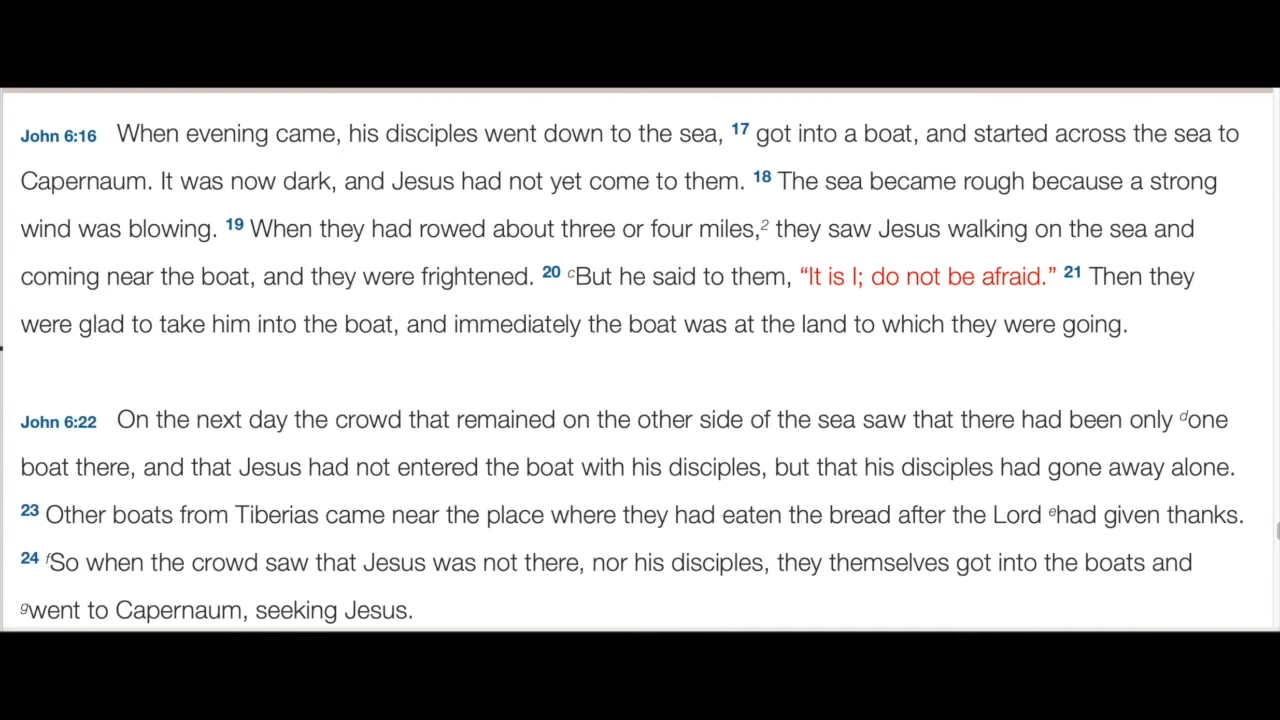 John 6:16 When evening came, his disciples went down to the sea, 17 got into a boat, and started across the sea to
Capernaum. It was now dark, and Jesus had not yet come to them. 18 The sea became rough because a strong
wind was blowing. 19 When they had rowed about three or four miles,2 they saw Jesus walking on the sea and
coming near the boat, and they were frightened. 20 cBut he said to them, “It is I; do not be afraid.” 21 Then they
were glad to take him into the boat, and immediately the boat was at the land to which they were going.
John 6:22 On the next day the crowd that remained on the other side of the sea saw that there had been only done
boat there, and that Jesus had not entered the boat with his disciples, but that his disciples had gone away alone.
23 Other boats from Tiberias came near the place where they had eaten the bread after the Lord ehad given thanks.
24 fSo when the crowd saw that Jesus was not there, nor his disciples, they themselves got into the boats and
gwent to Capernaum, seeking Jesus.